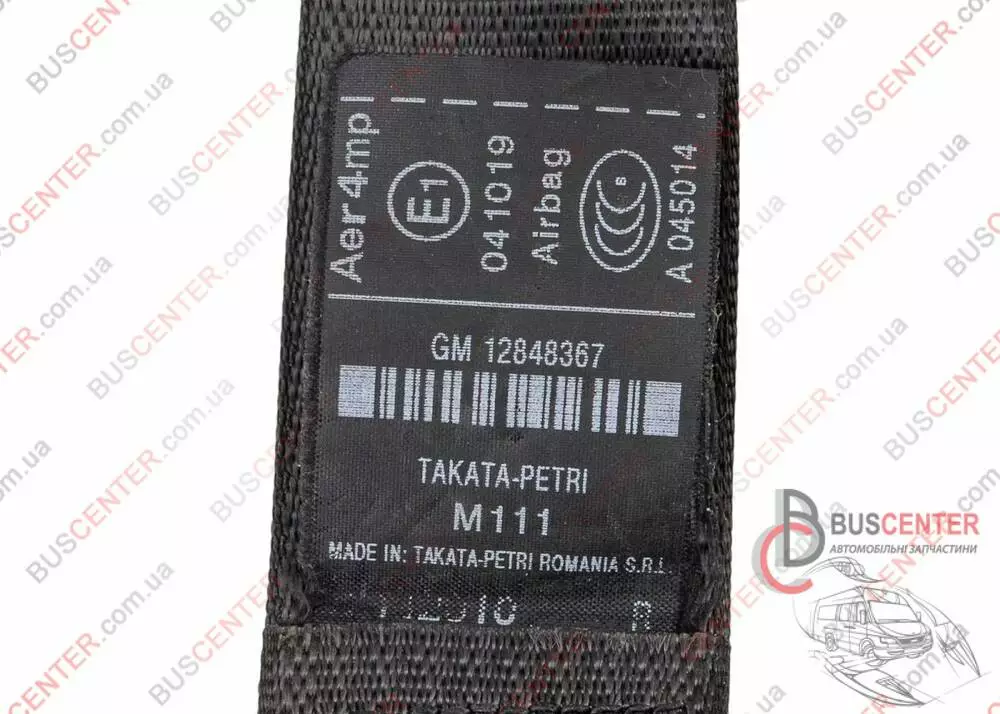 Aer4mp
E1
041019
Airbag
S
A 045014
GM 12848367
TAKATA-PETRI
M111
MADE IN: TAKATA-PETRI ROMANIA S.R.L.
R
BUSCENTER
АВТОМОБІЛЬНІ ЗАПЧАСТИНИ
BUSCENTER.com.ua